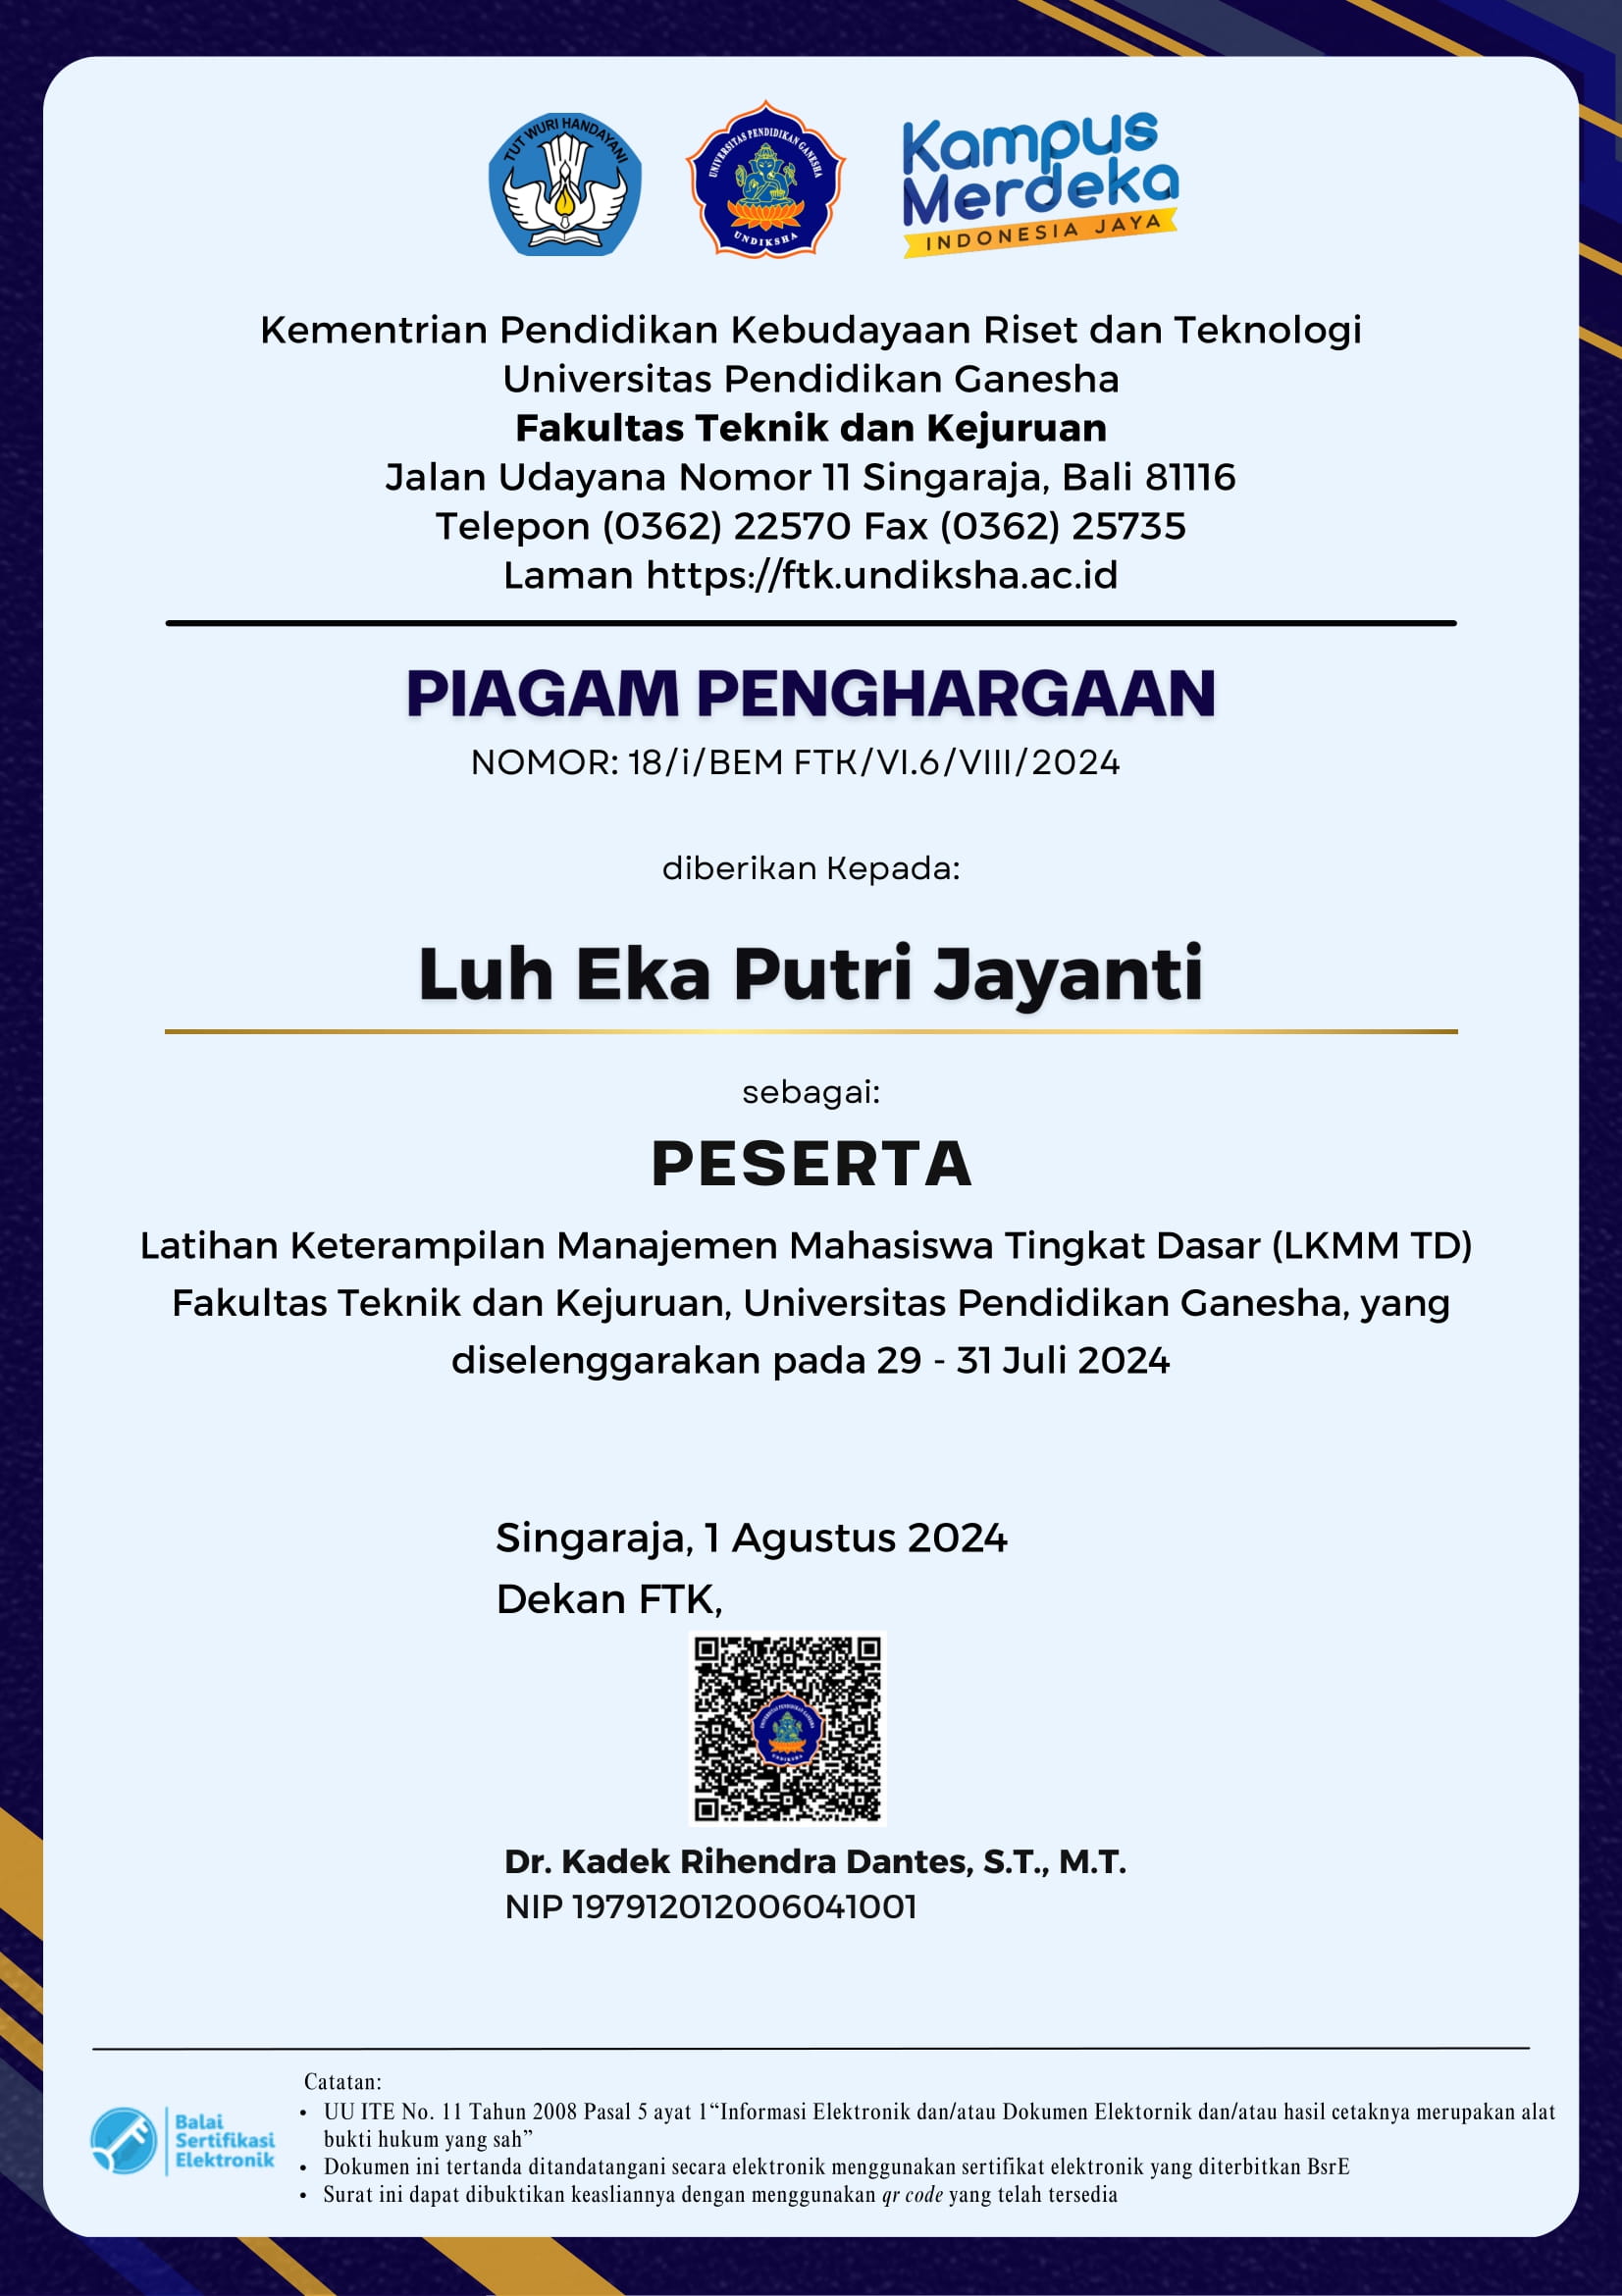 TUT WURI HANDAYANI
UNIVERSITAS PENDIDIKAN GANESHA
UNDIKSHA
Kampus
Merdeka
INDONESIA JAYA
Kementrian Pendidikan Kebudayaan Riset dan Teknologi
Universitas Pendidikan Ganesha
Fakultas Teknik dan Kejuruan
Jalan Udayana Nomor 11 Singaraja, Bali 81116
Telepon (0362) 22570 Fax (0362) 25735
Laman https://ftk.undiksha.ac.id
PIAGAM PENGHARGAAN
NOMOR: 18/i/BEM FTK/VI.6/VIII/2024
diberikan Kepada:
Luh Eka Putri Jayanti
sebagai:
PESERTA
Latihan Keterampilan Manajemen Mahasiswa Tingkat Dasar (LKMM TD)
Fakultas Teknik dan Kejuruan, Universitas Pendidikan Ganesha, yang
diselenggarakan pada 29 - 31 Juli 2024
Singaraja, 1 Agustus 2024
Dekan FTK,
UNIVERSITAS PENDIDIKAN GANESHA
UNDIKSHA
Dr. Kadek Rihendra Dantes, S.T., M.T.
NIP 197912012006041001
Balai
Sertifikasi
Elektronik
Catatan:
• UU ITE No. 11 Tahun 2008 Pasal 5 ayat 1“Informasi Elektronik dan/atau Dokumen Elektornik dan/atau hasil cetaknya merupakan alat
bukti hukum yang sah”
• Dokumen ini tertanda ditandatangani secara elektronik menggunakan sertifikat elektronik yang diterbitkan BsrE
• Surat ini dapat dibuktikan keasliannya dengan menggunakan qr code yang telah tersedia